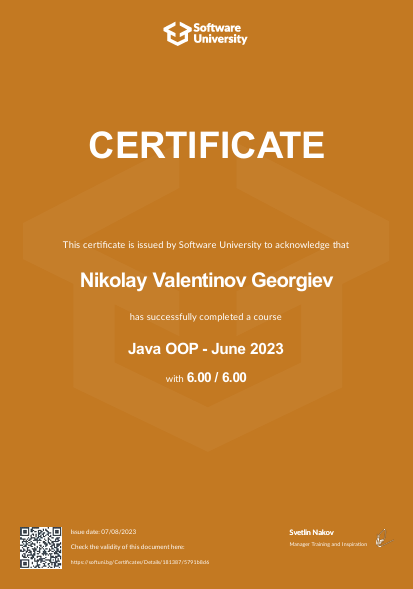 Software
University
CERTIFICATE
This certificate is issued by Software University to acknowledge that
Nikolay Valentinov Georgiev
has successfully completed a course
Java OOP - June 2023
with 6.00 / 6.00
Issue date: 07/08/2023
Check the validity of this document here:
https://softuni.bg/Certificates/Details/181387/
Svetlin Nakov
Manager Training and Inspiration